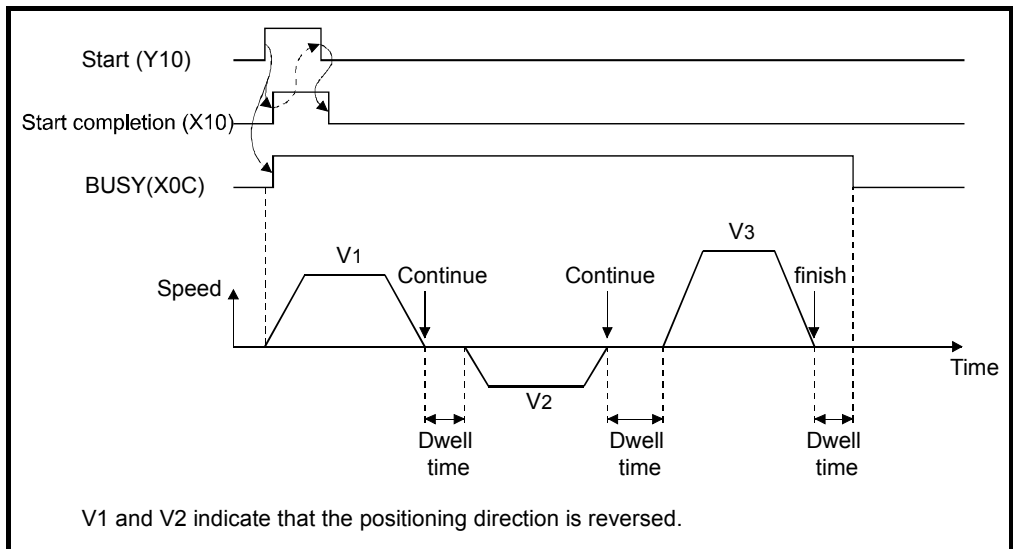 Start (Y10)
Start completion (X10)
BUSY(X0C)
V1
Continue
Continue
V3
finish
Speed
Time
V2
Dwell
time
Dwell
time
Dwell
time
V1 and V2 indicate that the positioning direction is reversed.